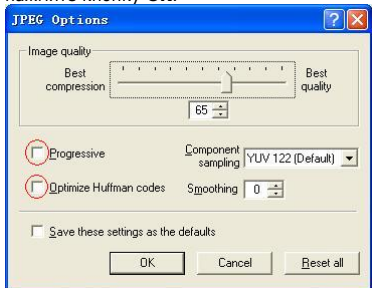 JPEG Options
Image quality
Best compression
Best quality
65
Progressive
Component sampling
YUV 122 (Default)
Optimize Huffman codes
Smoothing
0
Save these settings as the defaults
OK
Cancel
Reset all